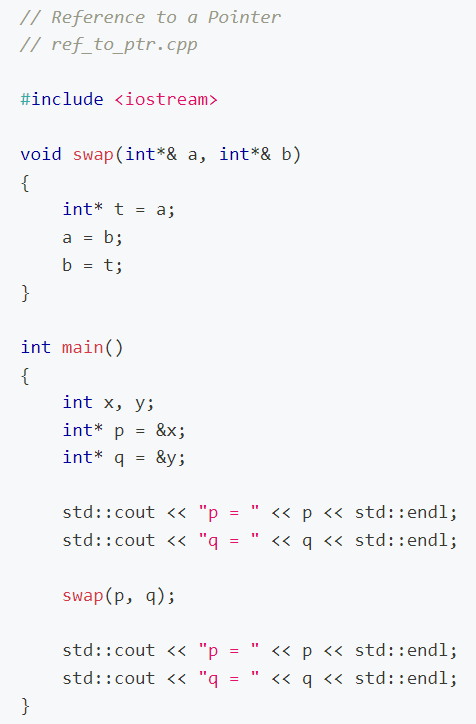 // Reference to a Pointer
// ref_to_ptr.cpp
#include <iostream>
void swap(int*& a, int*& b)
{
    int* t = a;
    a = b;
    b = t;
}
int main()
{
    int x, y;
    int* p = &x;
    int* q = &y;
    std::cout << "p = " << p << std::endl;
    std::cout << "q = " << q << std::endl;
    swap(p, q);
    std::cout << "p = " << p << std::endl;
    std::cout << "q = " << q << std::endl;
}